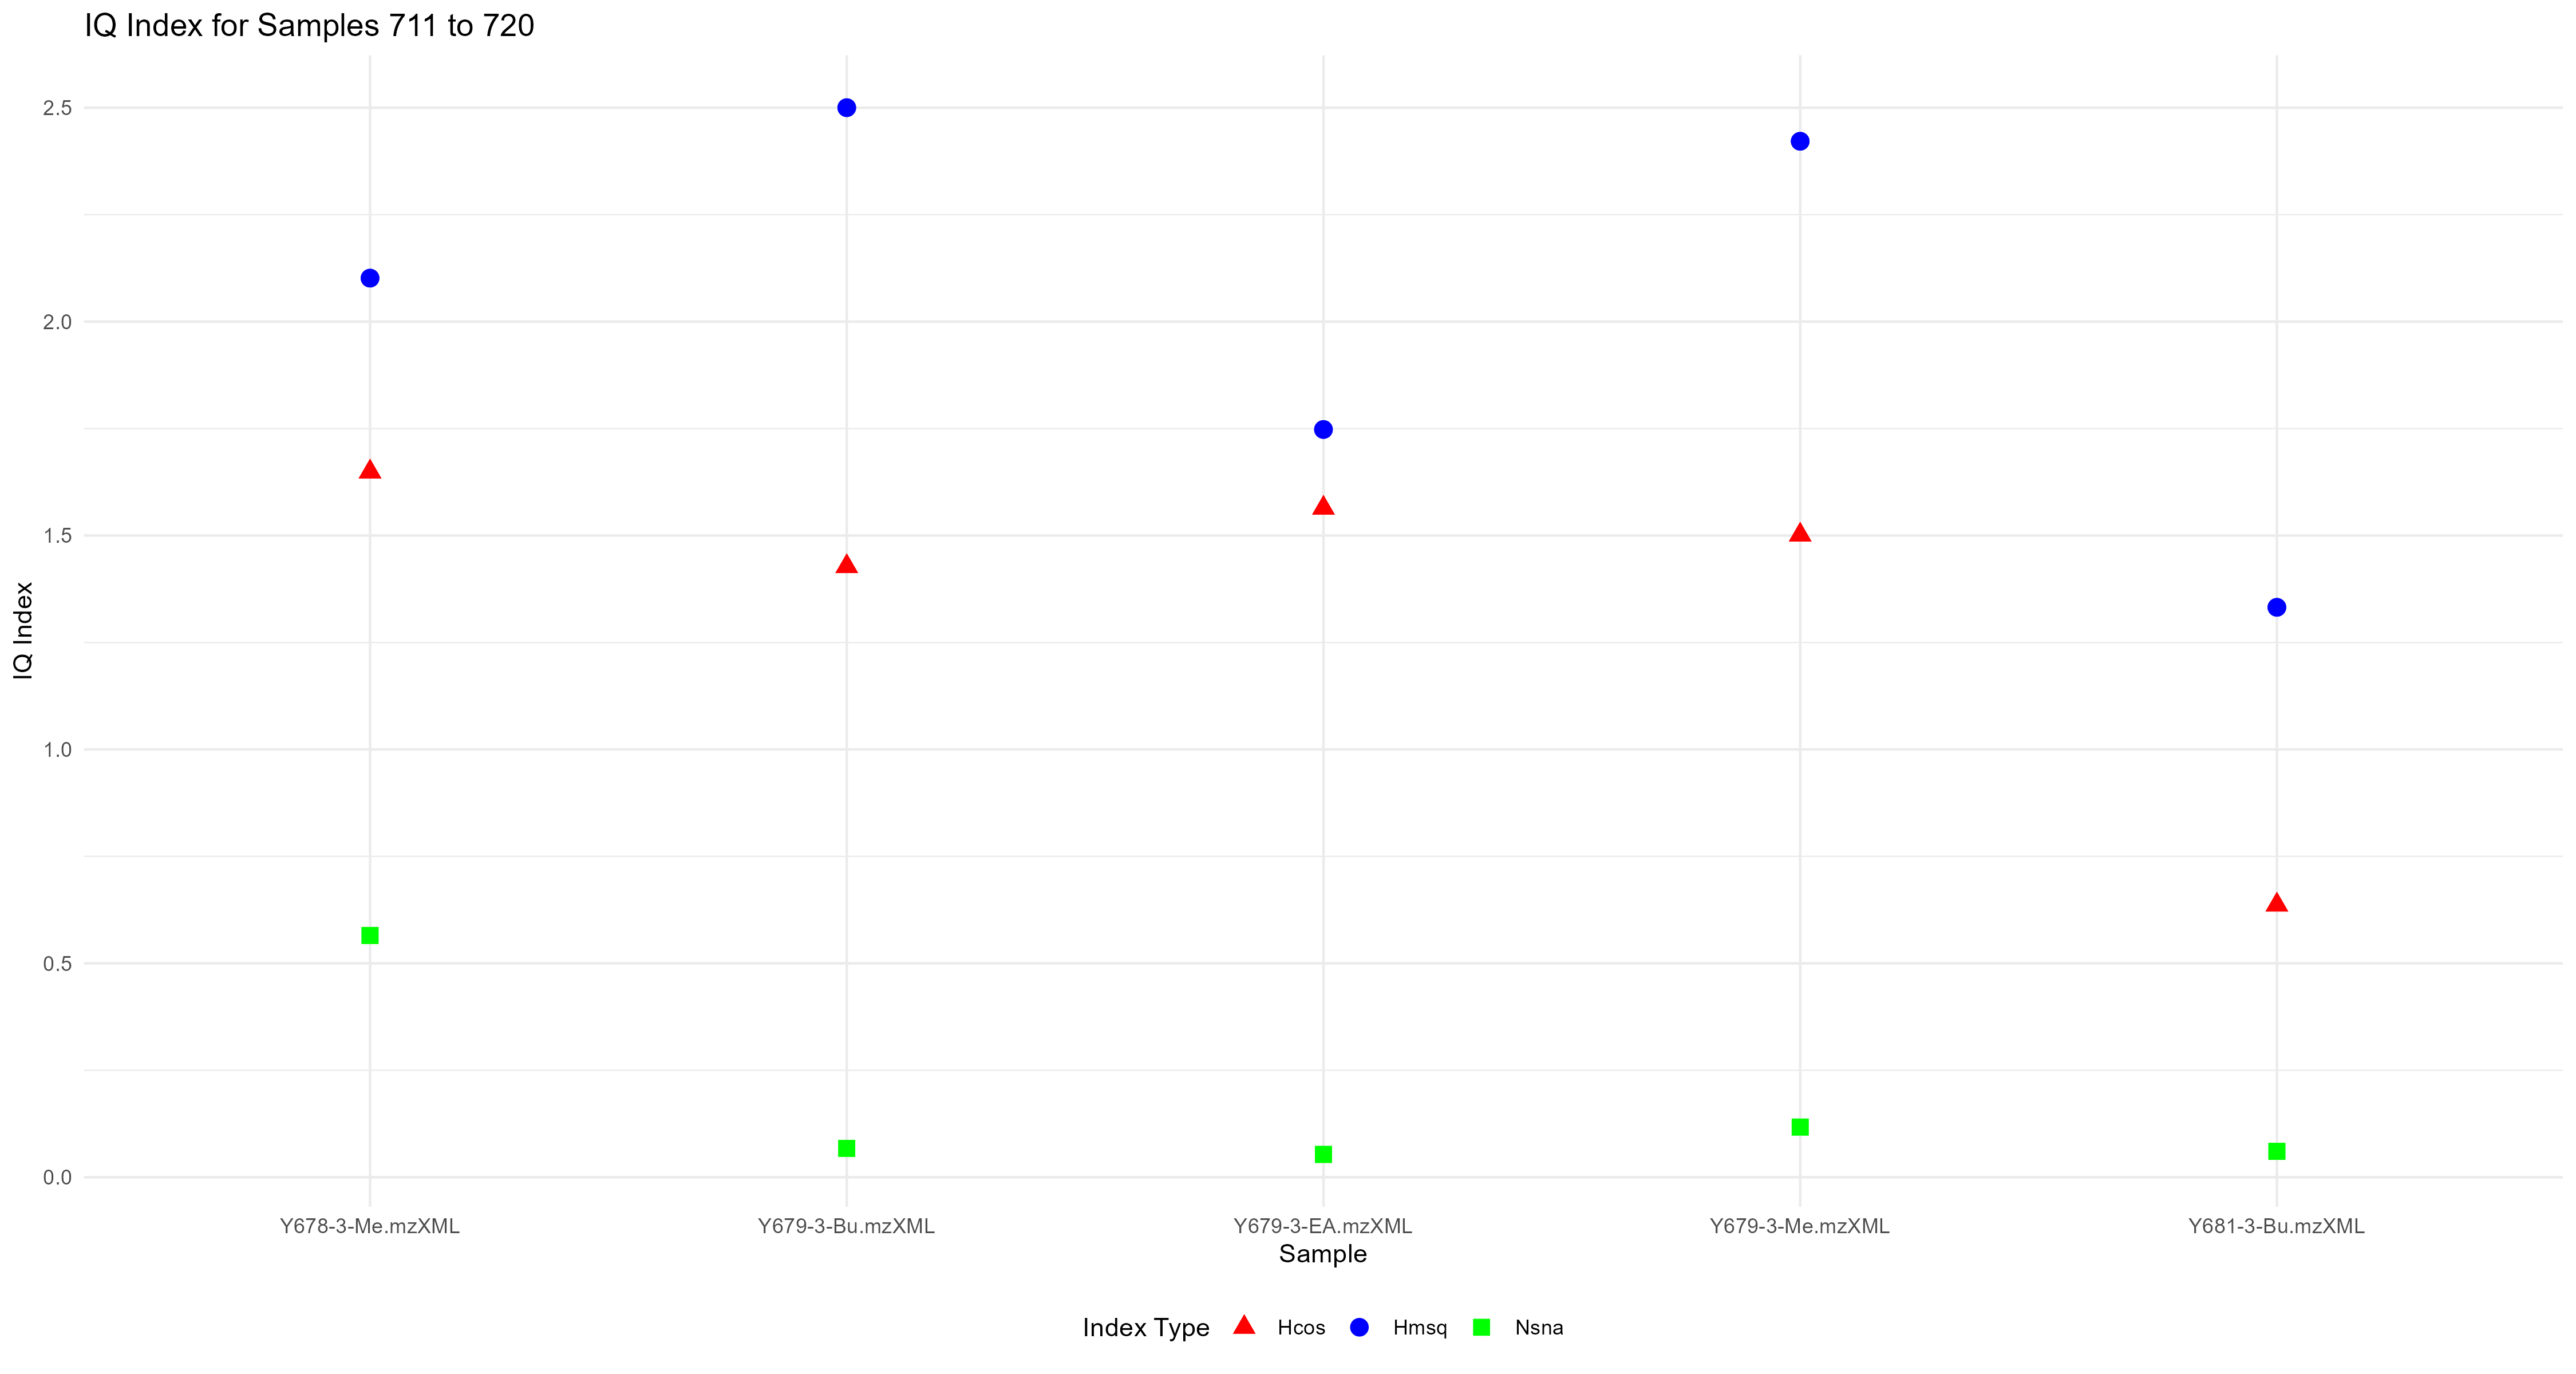 IQ Index for Samples 711 to 720
IQ Index
2.5
2.0
1.5
1.0
0.5
0.0
Y678-3-Me.mzXML Y679-3-Bu.mzXML Y679-3-EA.mzXML Y679-3-Me.mzXML Y681-3-Bu.mzXML
Sample
Index Type Hcos Hmsq Nsna